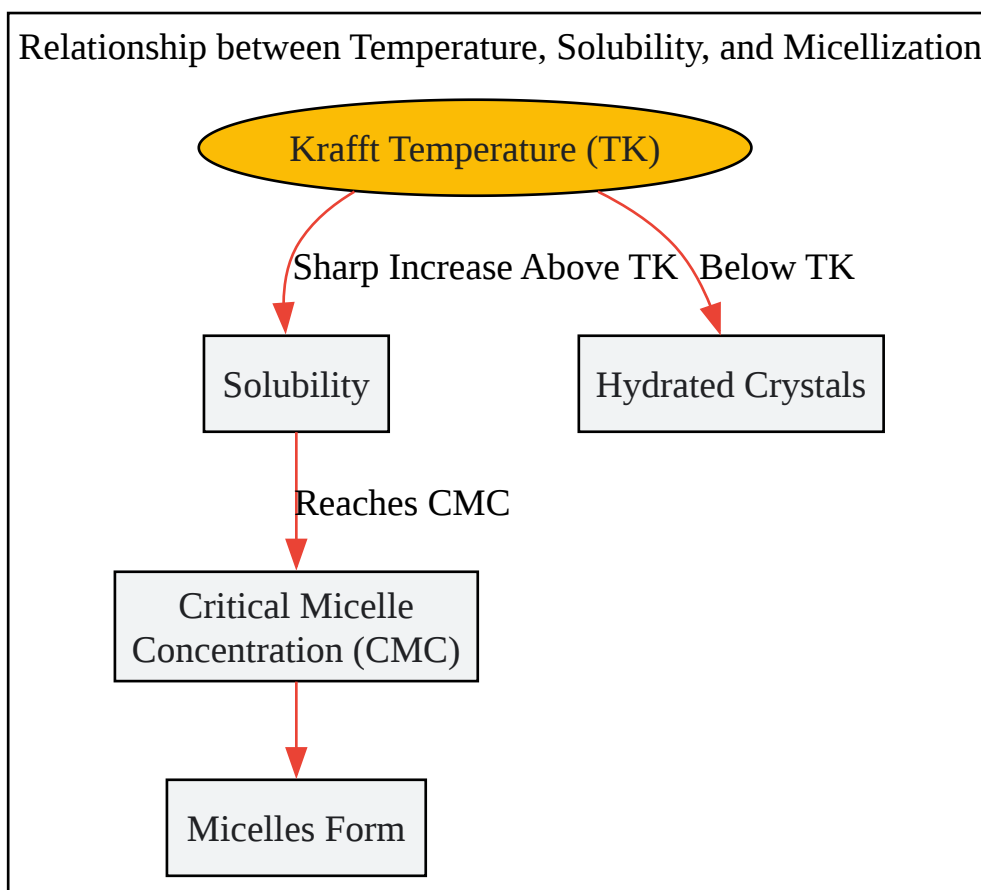 Relationship between Temperature, Solubility, and Micellization
Krafft Temperature (TK)
Sharp Increase Above TK
Below TK
Solubility
Hydrated Crystals
Reaches CMC
Critical Micelle
Concentration (CMC)
Micelles Form